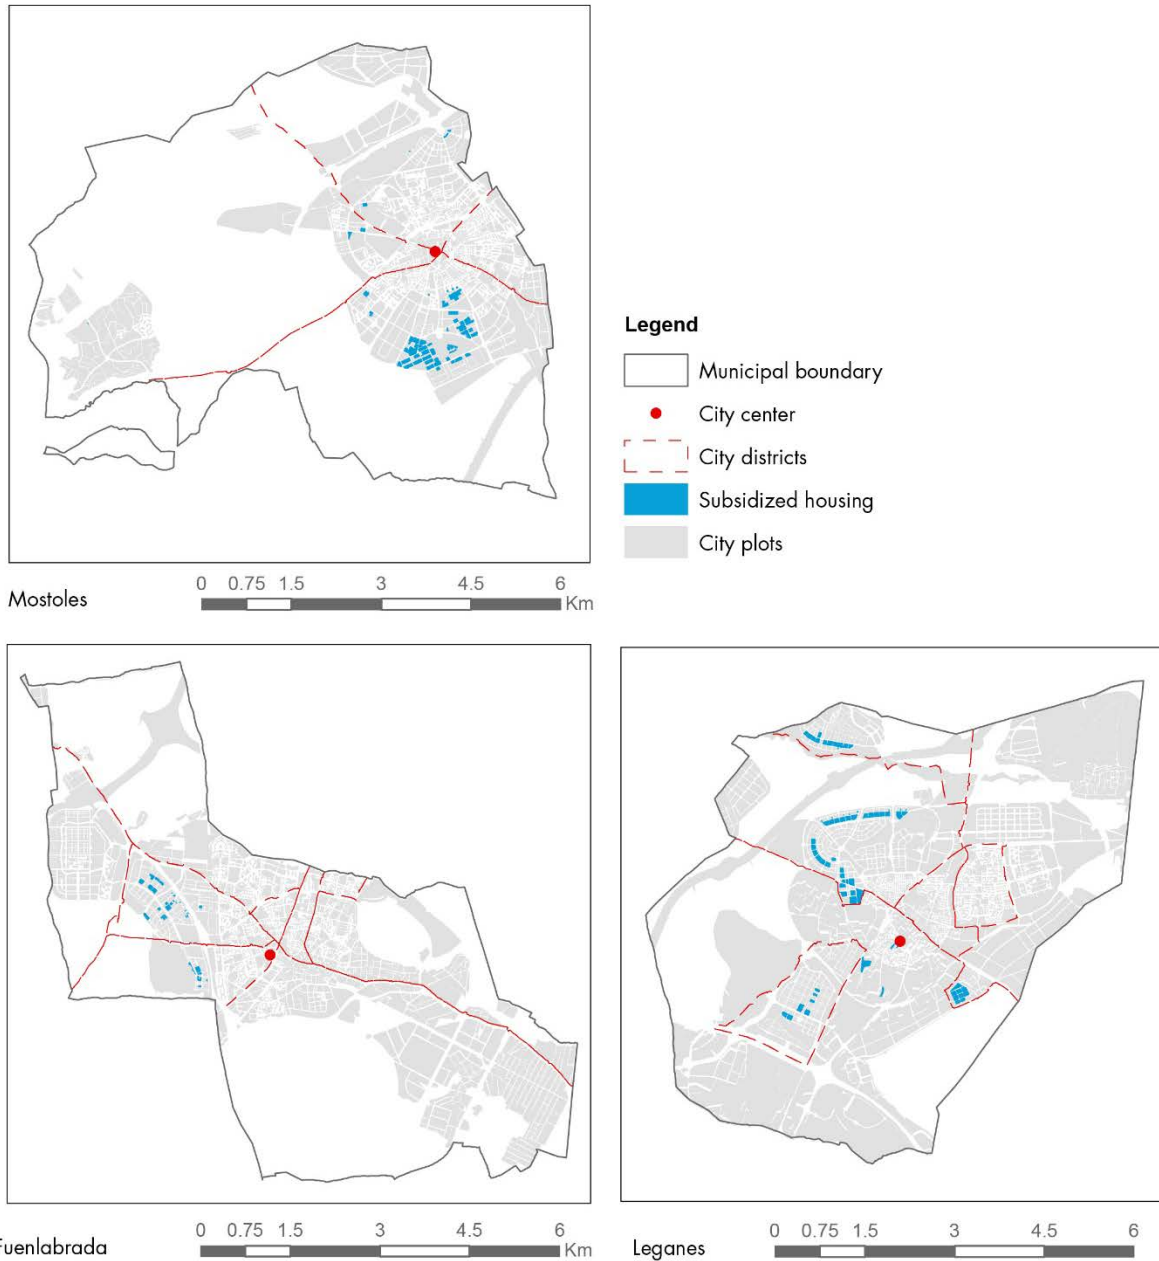 Legend
Municipal boundary
City center
City districts
Subsidized housing
City plots
Mostoles
0 0.75 1.5 3 4.5 6
Km
Fuenlabrada
0 0.75 1.5 3 4.5 6
Km
Leganes
0 0.75 1.5 3 4.5 6